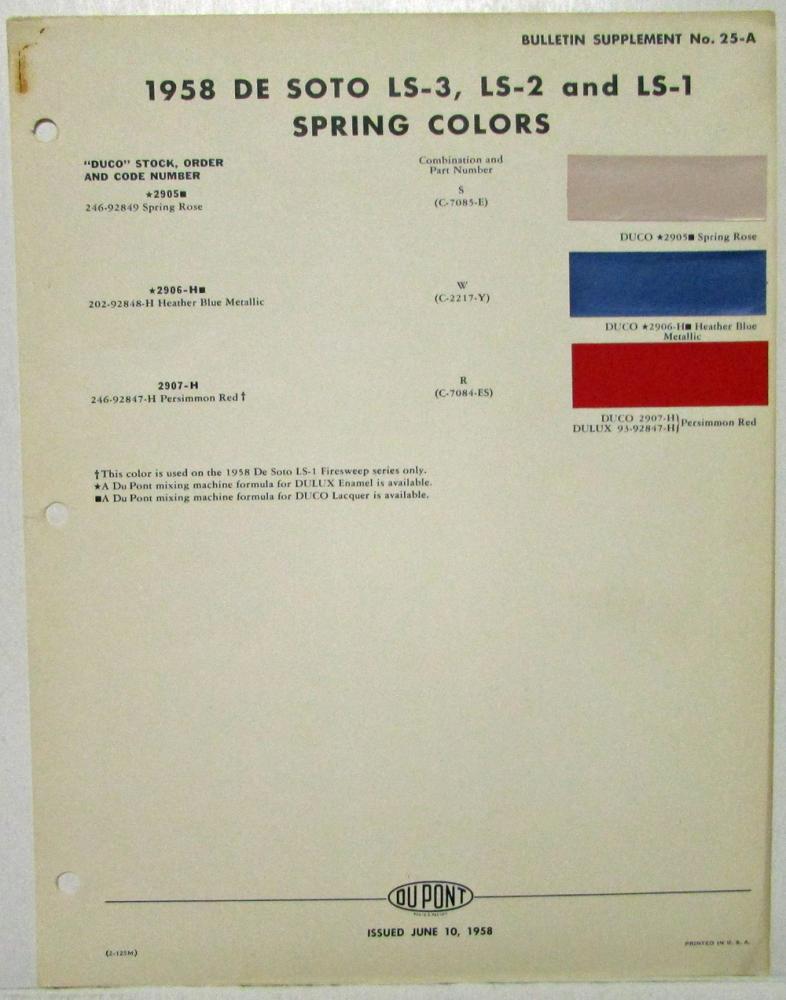 BULLETIN SUPPLEMENT No. 25-A
1958 DE SOTO LS-3, LS-2 and LS-1
SPRING COLORS
"DUCO" STOCK, ORDER
AND CODE NUMBER
Combination and
Part Number
★2905■
246-92849 Spring Rose
S
(C-7085-E)
DUCO ★2905■ Spring Rose
★2906-H■
202-92848-H Heather Blue Metallic
W
(C-2217-Y)
DUCO ★2906-H■ Heather Blue
Metallic
2907-H
246-92847-H Persimmon Red †
R
(C-7084-ES)
DUCO 2907-H
DULUX 93-92847-H} Persimmon Red
†This color is used on the 1958 De Soto LS-1 Firesweep series only.
★A Du Pont mixing machine formula for DULUX Enamel is available.
■A Du Pont mixing machine formula for DUCO Lacquer is available.
DU PONT
ISSUED JUNE 10, 1958
(2-125M)
PRINTED IN U. S. A.